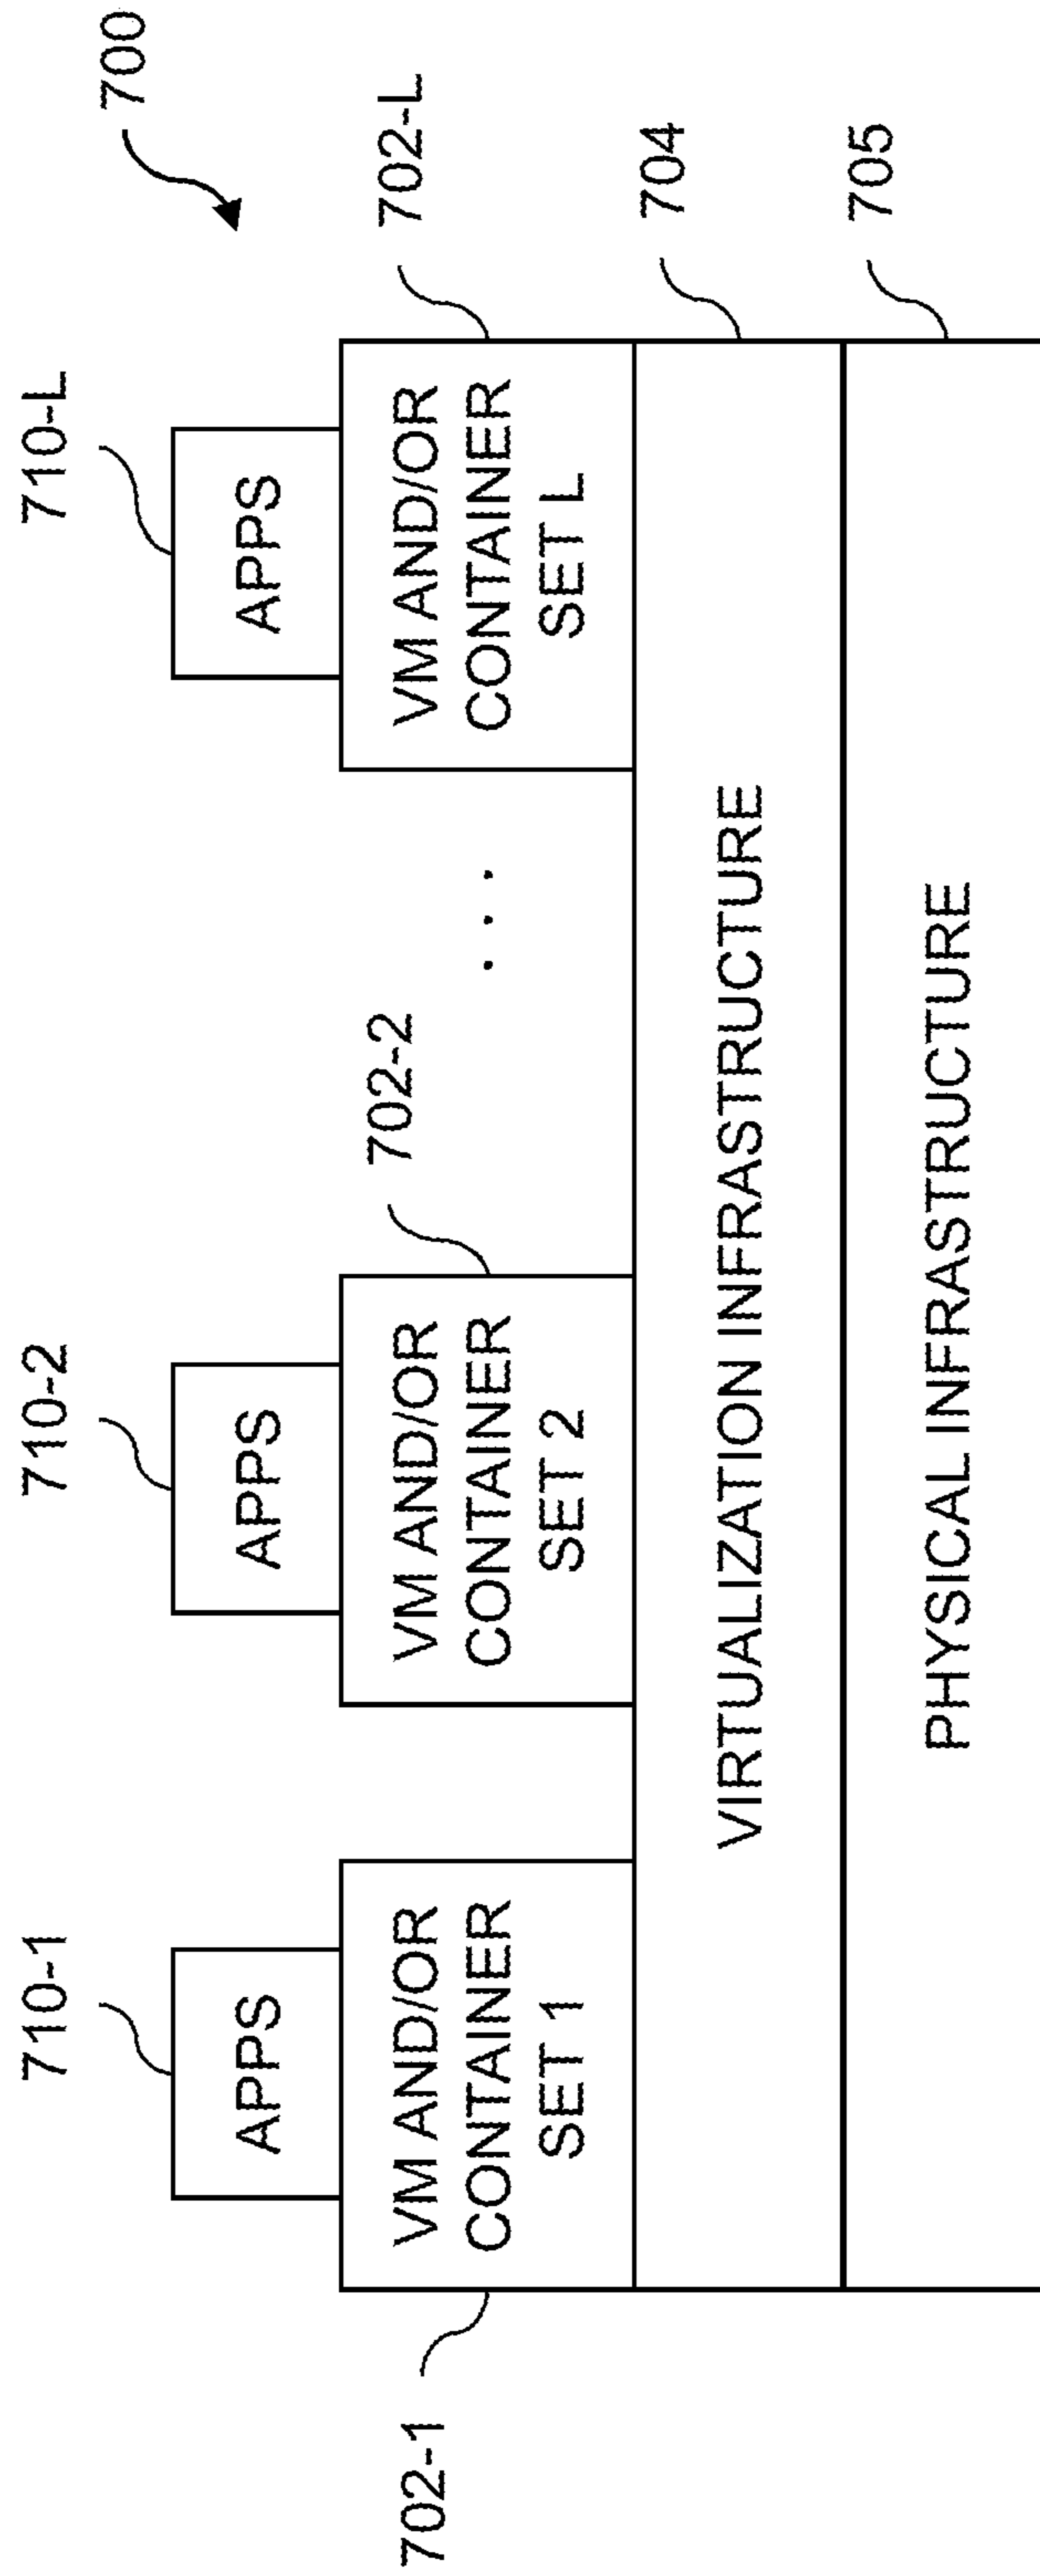 700
710-1
710-2
710-L
APPS
APPS
APPS
702-1
VM AND/OR
CONTAINER
SET 1
VM AND/OR
CONTAINER
SET 2
702-2
. . .
VM AND/OR
CONTAINER
SET L
702-L
VIRTUALIZATION INFRASTRUCTURE
704
PHYSICAL INFRASTRUCTURE
705